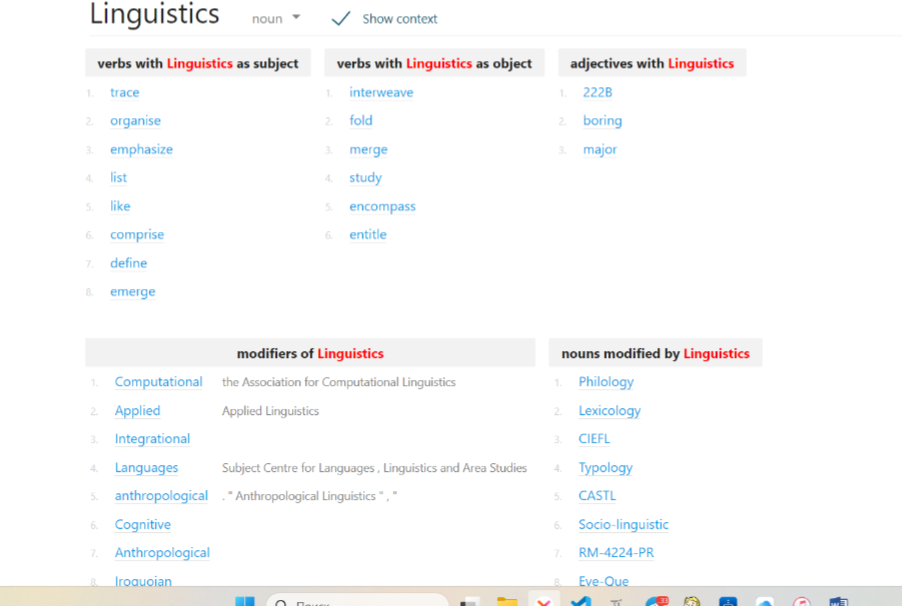 Linguistics noun Show context
verbs with Linguistics as subject
1. trace
2. organise
3. emphasize
4. list
5. like
6. comprise
7. define
8. emerge
verbs with Linguistics as object
1. interweave
2. fold
3. merge
4. study
5. encompass
6. entitle
adjectives with Linguistics
1. 222B
2. boring
3. major
modifiers of Linguistics
1. Computational the Association for Computational Linguistics
2. Applied Applied Linguistics
3. Integrational
4. Languages Subject Centre for Languages , Linguistics and Area Studies
5. anthropological . " Anthropological Linguistics " , "
6. Cognitive
7. Anthropological
8. Iroquoian
nouns modified by Linguistics
1. Philology
2. Lexicology
3. CIEFL
4. Typology
5. CASTL
6. Socio-linguistic
7. RM-4224-PR
8. Eye-Que
Поиск
33